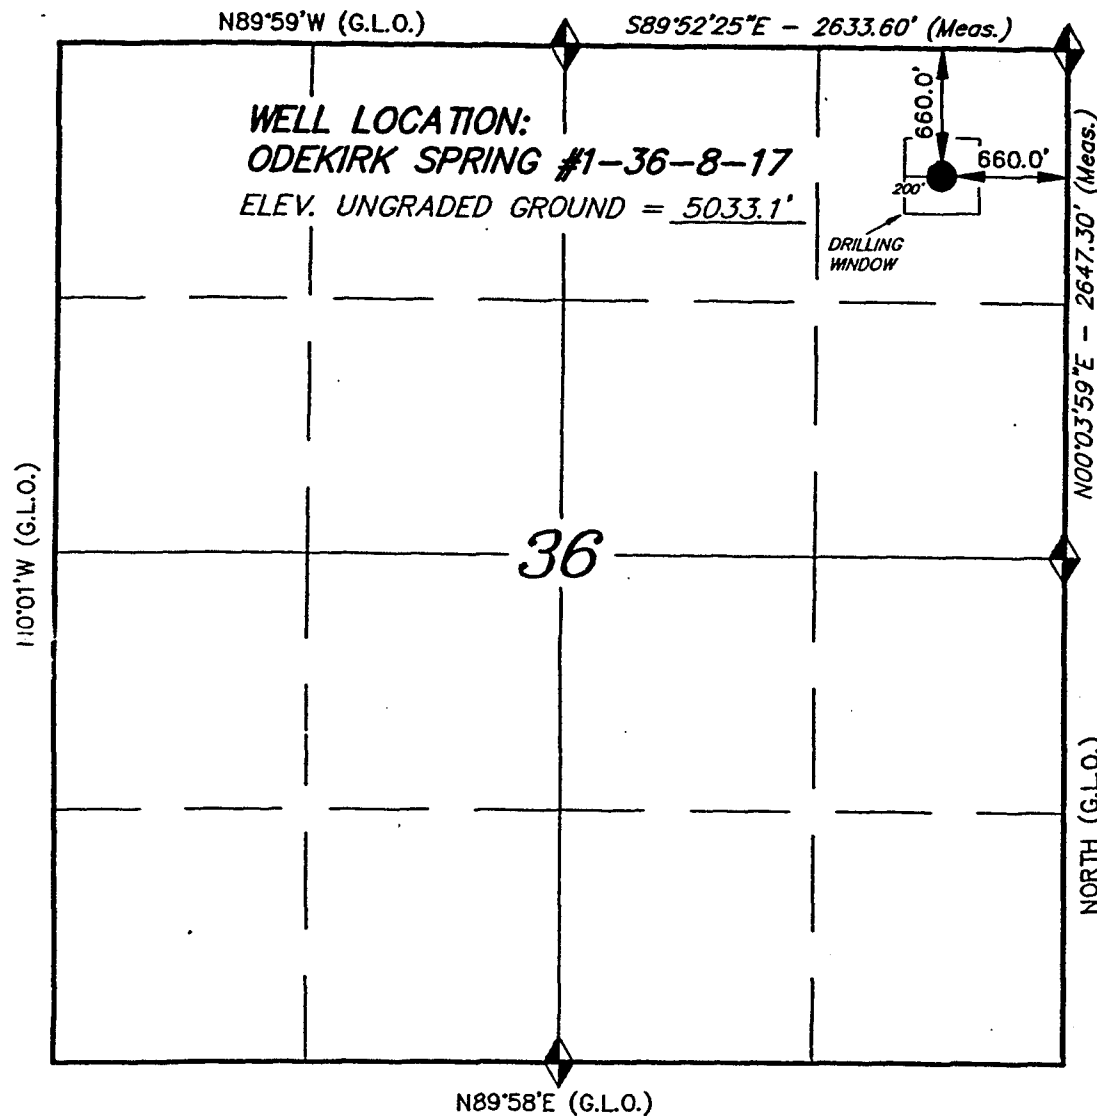 N89°59'W (G.L.O.)
S89°52'25"E - 2633.60' (Meas.)
WELL LOCATION:
ODEKIRK SPRING #1-36-8-17
ELEV. UNGRADED GROUND = 5033.1'
660.0'
660.0'
200'
DRILLING
WINDOW
N00°03'59"E - 2647.30' (Meas.)
N0°01'W (G.L.O.)
36
NORTH (G.L.O.)
N89°58'E (G.L.O.)